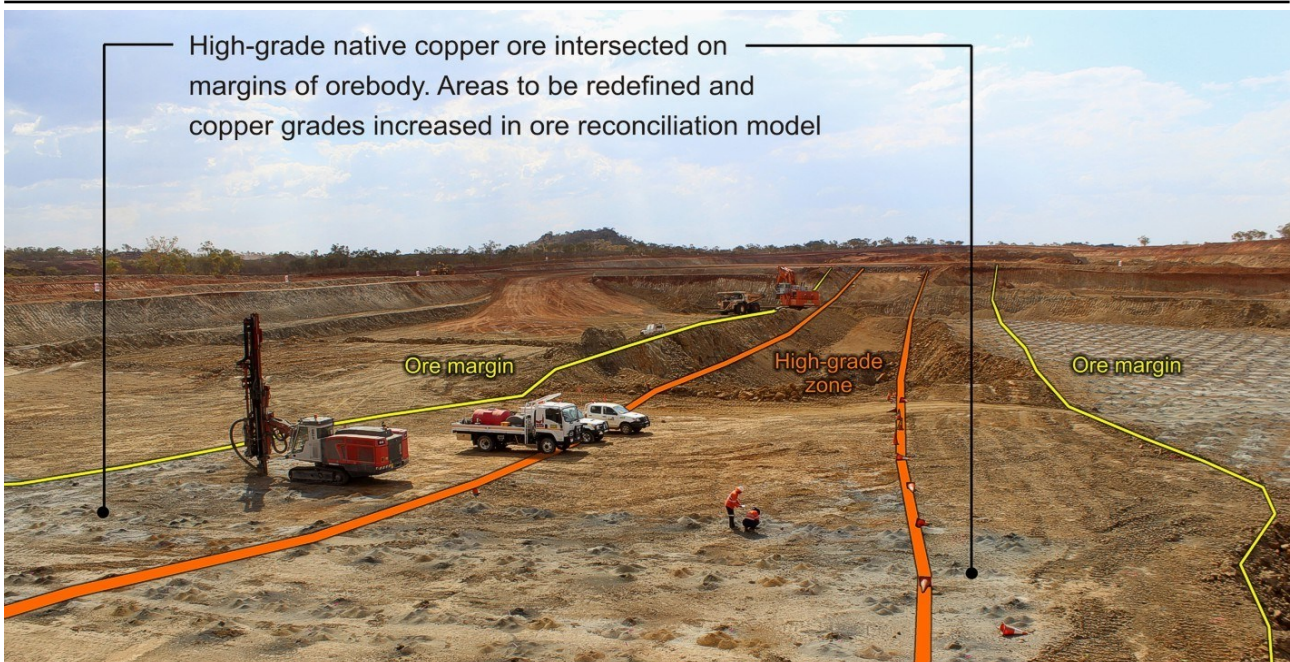 High-grade native copper ore intersected on
margins of orebody. Areas to be redefined and
copper grades increased in ore reconciliation model
Ore margin
High-grade
zone
Ore margin